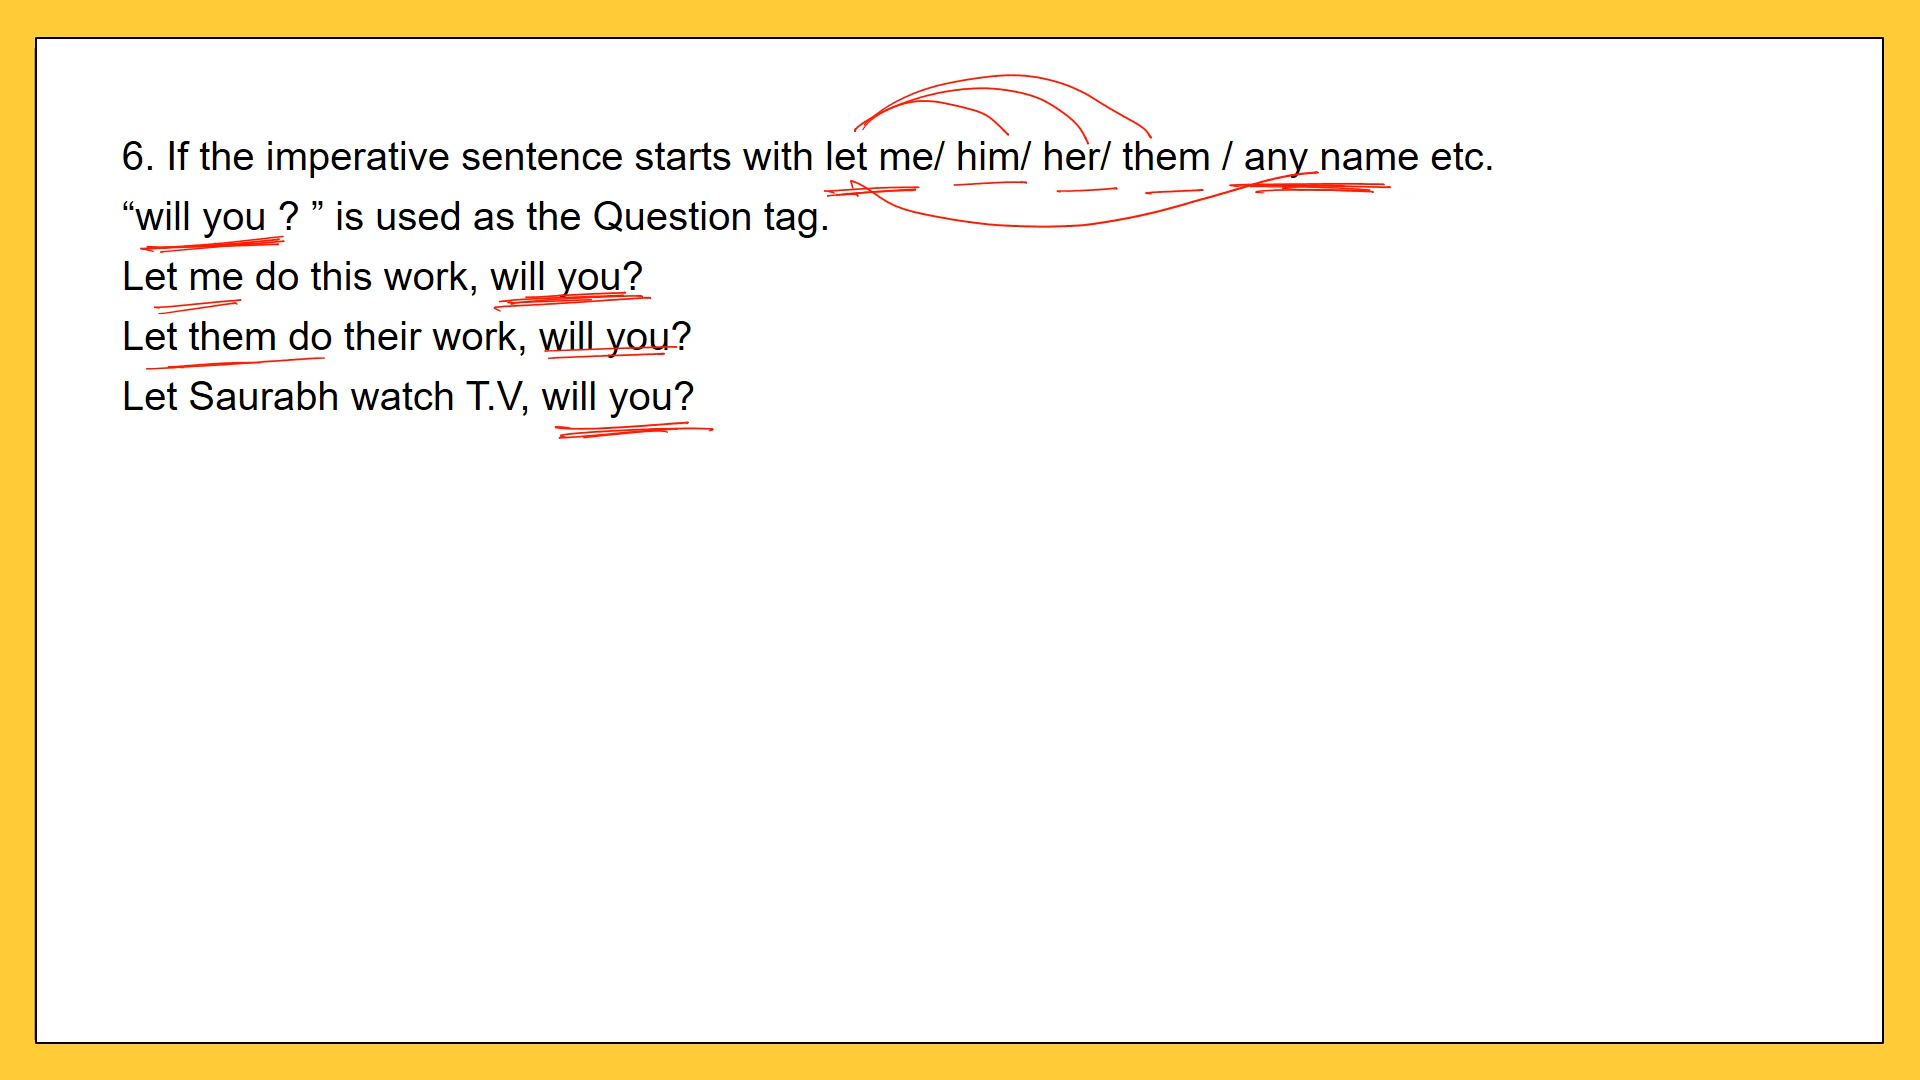 6. If the imperative sentence starts with let me/ him/ her/ them / any name etc.
“will you ? ” is used as the Question tag.
Let me do this work, will you?
Let them do their work, will you?
Let Saurabh watch T.V, will you?